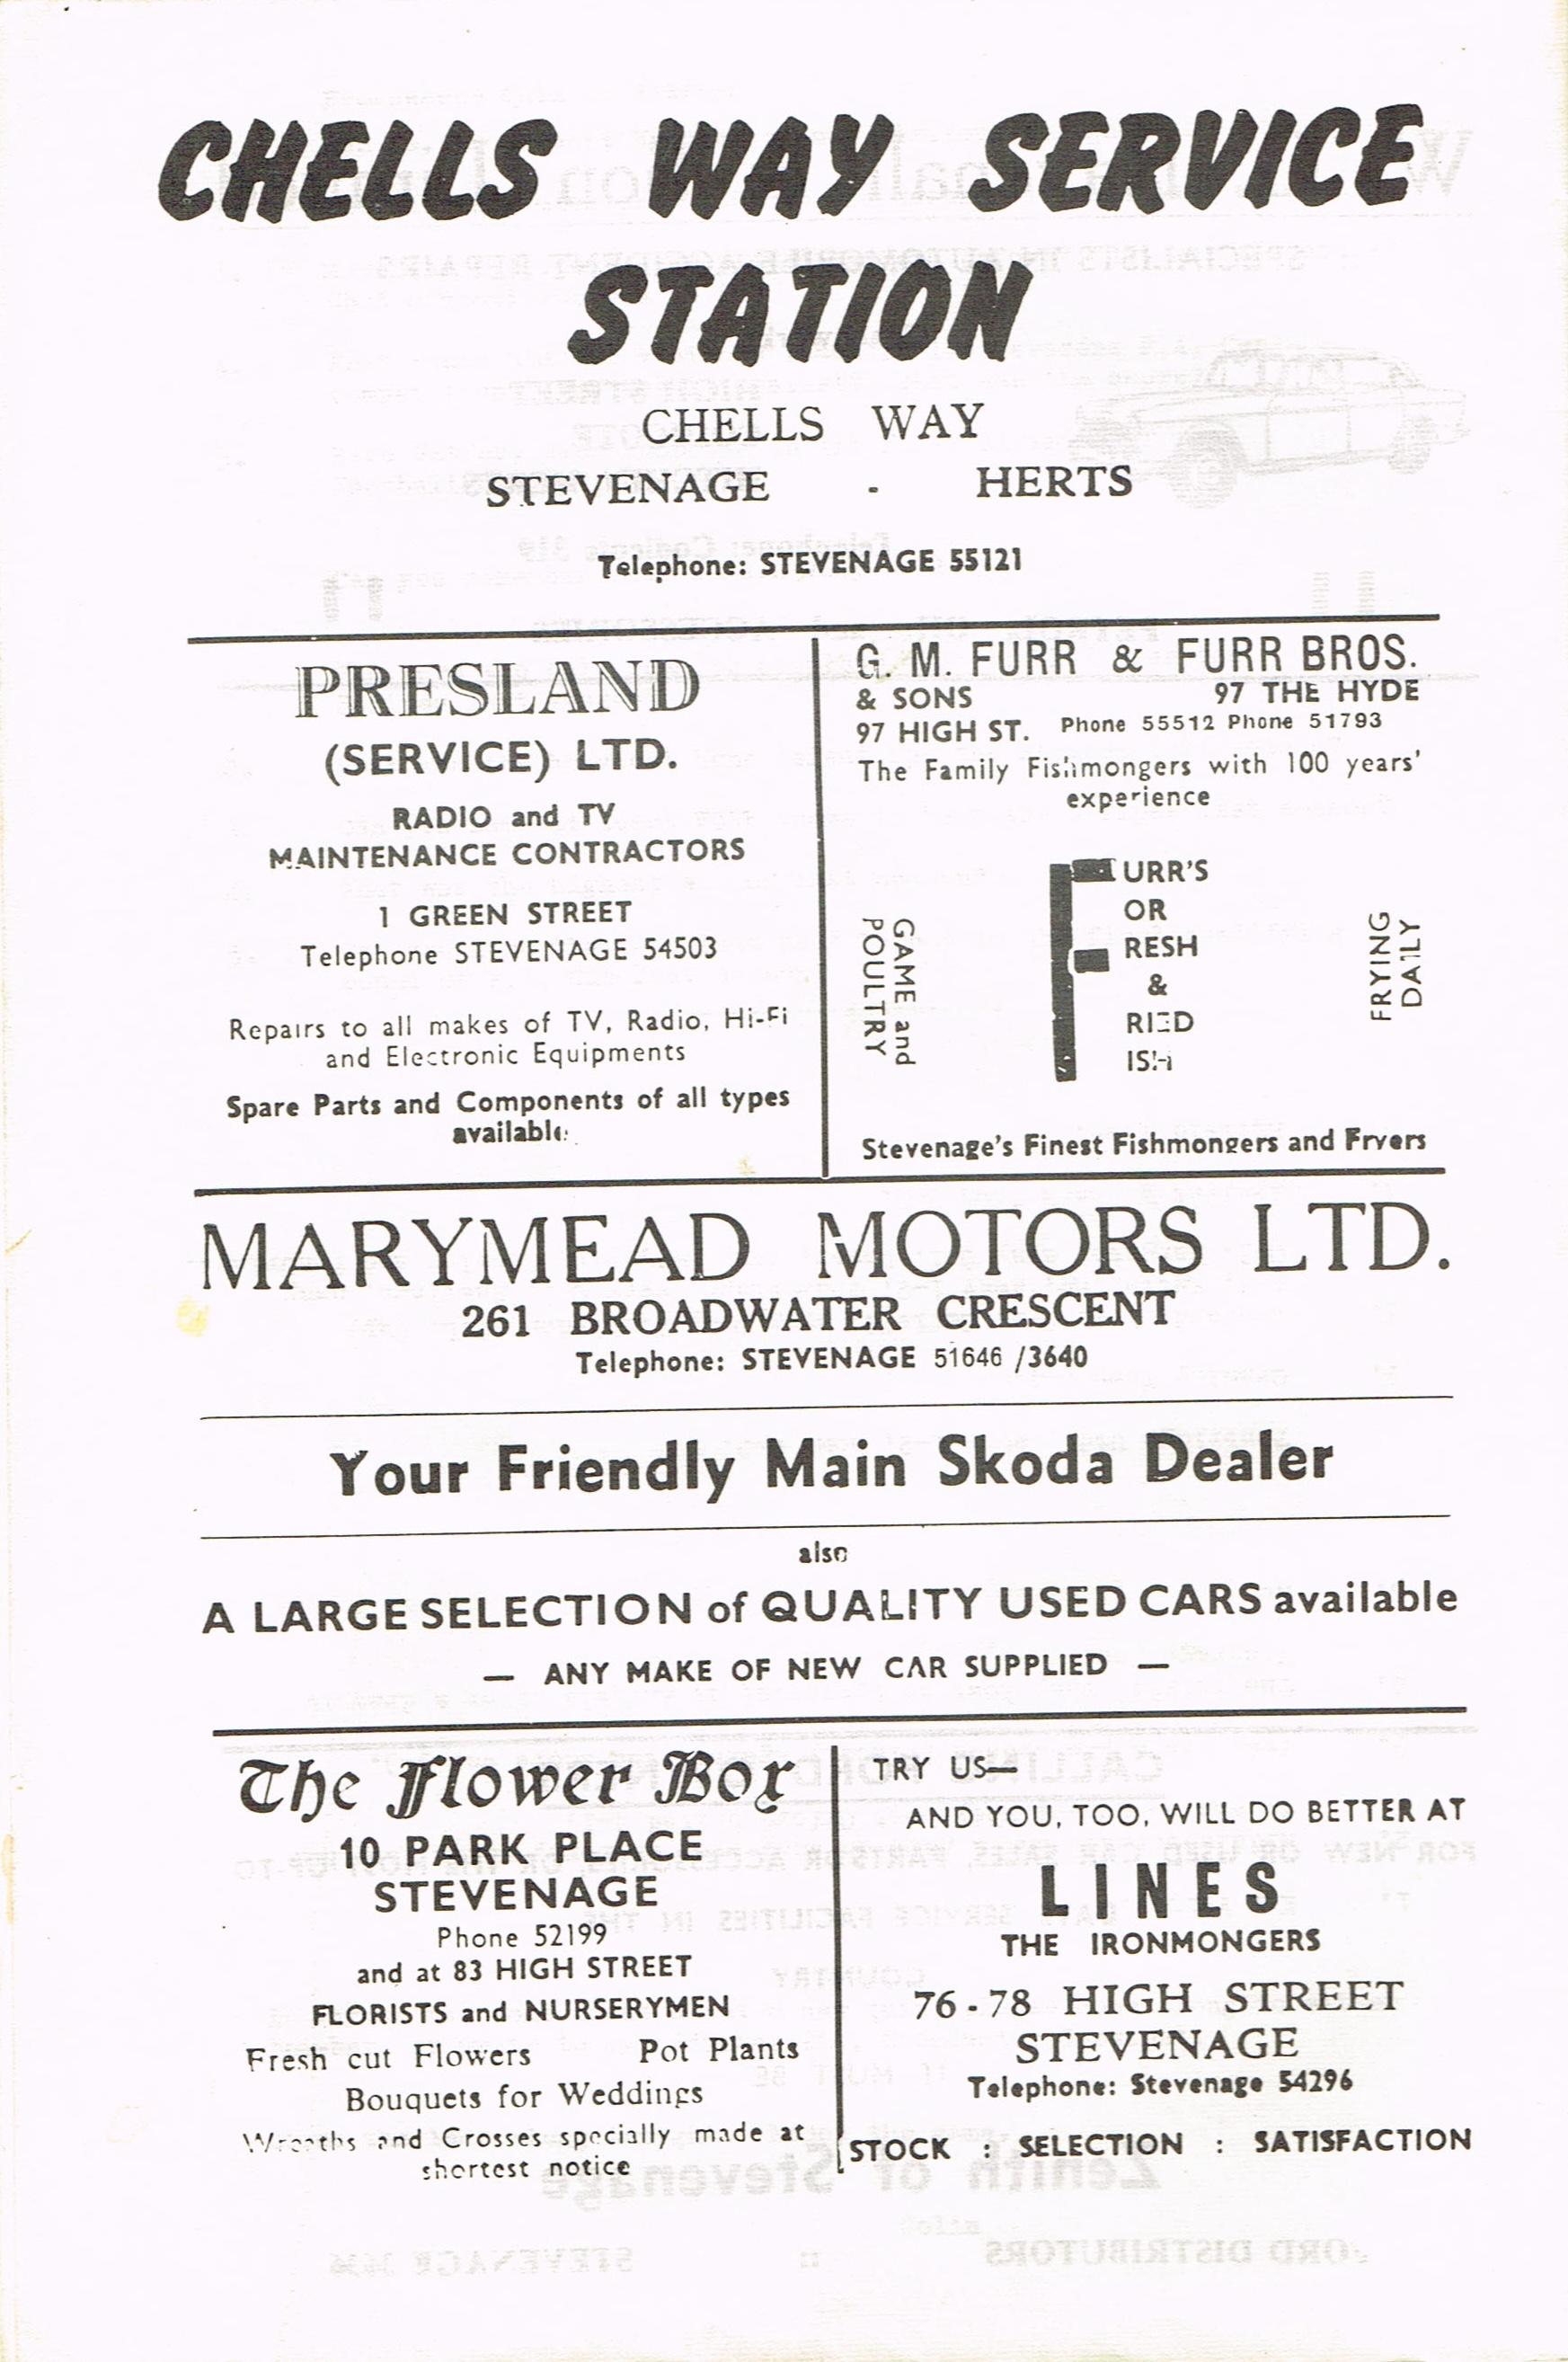 CHELLS WAY SERVICE
STATION
CHELLS WAY
STEVENAGE - HERTS
Telephone: STEVENAGE 55121
PRESLAND
(SERVICE) LTD.
RADIO and TV
MAINTENANCE CONTRACTORS
1 GREEN STREET
Telephone STEVENAGE 54503
Repairs to all makes of TV, Radio, Hi-Fi
and Electronic Equipments
Spare Parts and Components of all types
available.
G. M. FURR & FURR BROS.
& SONS 97 THE HYDE
97 HIGH ST. Phone 55512 Phone 51793
The Family Fishmongers with 100 years'
experience
GAME and
POULTRY
FURR'S
OR
RESH
&
RIED
ISH
FRYING
DAILY
Stevenage's Finest Fishmongers and Fryers
MARYMEAD MOTORS LTD.
261 BROADWATER CRESCENT
Telephone: STEVENAGE 51646 /3640
Your Friendly Main Skoda Dealer
also
A LARGE SELECTION of QUALITY USED CARS available
— ANY MAKE OF NEW CAR SUPPLIED —
The Flower Box
10 PARK PLACE
STEVENAGE
Phone 52199
and at 83 HIGH STREET
FLORISTS and NURSERYMEN
Fresh cut Flowers Pot Plants
Bouquets for Weddings
Wreaths and Crosses specially made at
shortest notice
TRY US—
AND YOU, TOO, WILL DO BETTER AT
LINES
THE IRONMONGERS
76-78 HIGH STREET
STEVENAGE
Telephone: Stevenage 54296
STOCK : SELECTION : SATISFACTION